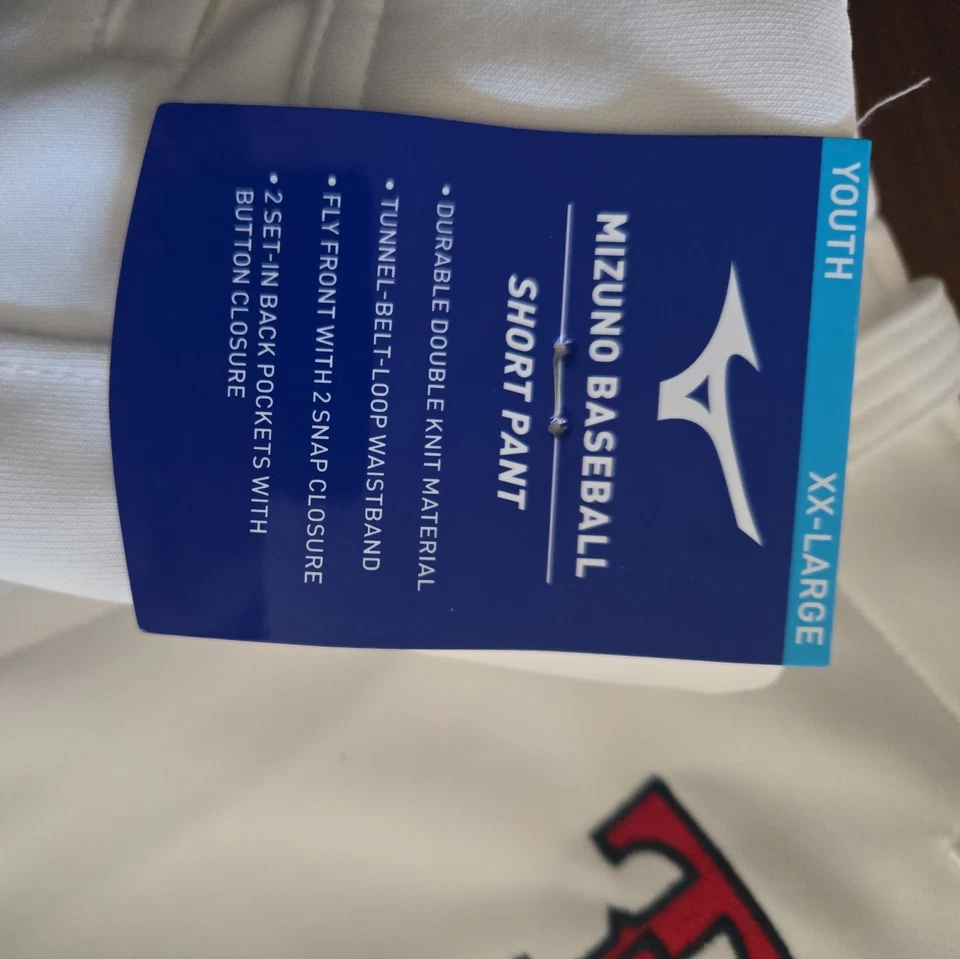 YOUTH XX-LARGE
MIZUNO BASEBALL
SHORT PANT
• DURABLE DOUBLE KNIT MATERIAL
• TUNNEL-BELT-LOOP WAISTBAND
• FLY FRONT WITH 2 SNAP CLOSURE
• 2 SET-IN BACK POCKETS WITH
BUTTON CLOSURE